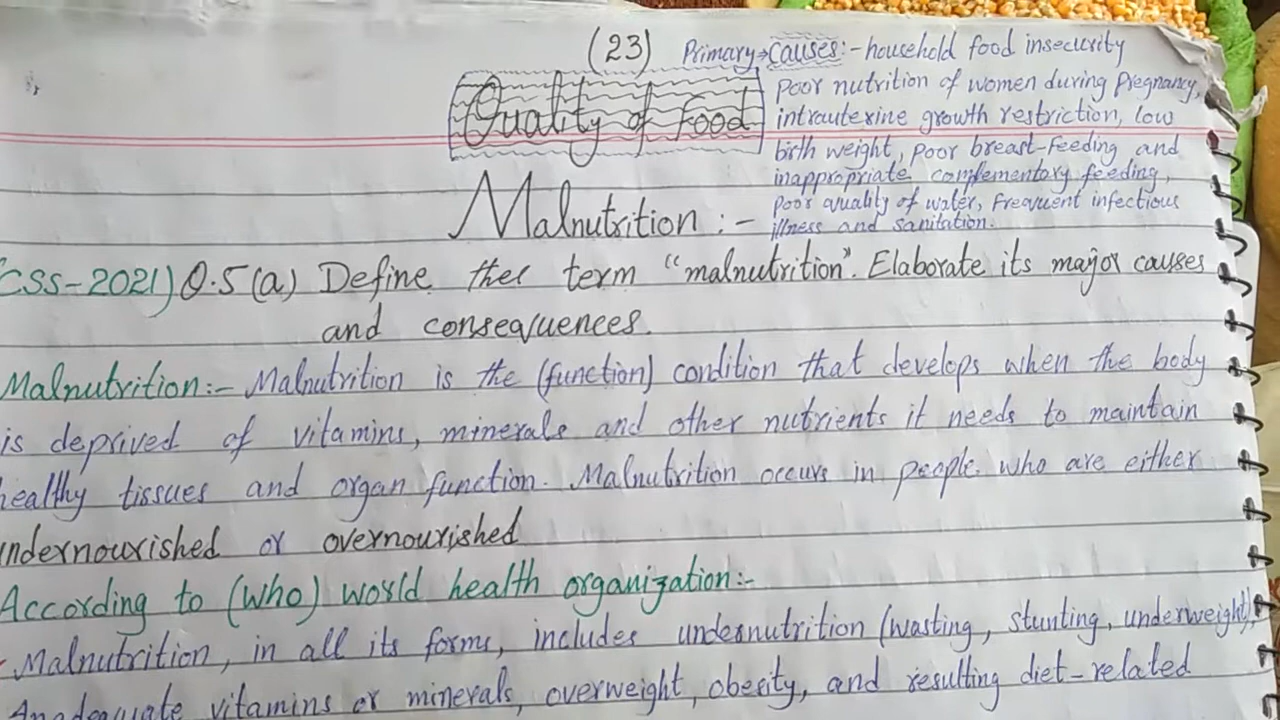 (23)
Primary→Causes:-household food insecurity
Poor nutrition of women during Pregnancy,
intrauterine growth restriction, low
birth weight, poor breast-feeding and
inappropriate complementory feeding,
poor quality of water, frequent infectious
illness and sanitation.
Quality of Food
Malnutrition :-
CSS-2021) Q.5(a) Define thee term "malnutrition". Elaborate its major causes
and consequences.
Malnutrition:- Malnutrition is the (function) condition that develops when the body
is deprived of vitamins, minerals and other nutrients it needs to maintain
healthy tissues and organ function. Malnutrition occurs in people who are either
undernourished or overnourished
According to (who) world health organization:-
Malnutrition, in all its forms, includes undernutrition (wasting, stunting, underweight),
Inadequate vitamins or minerals, overweight, obesity, and resulting diet-related